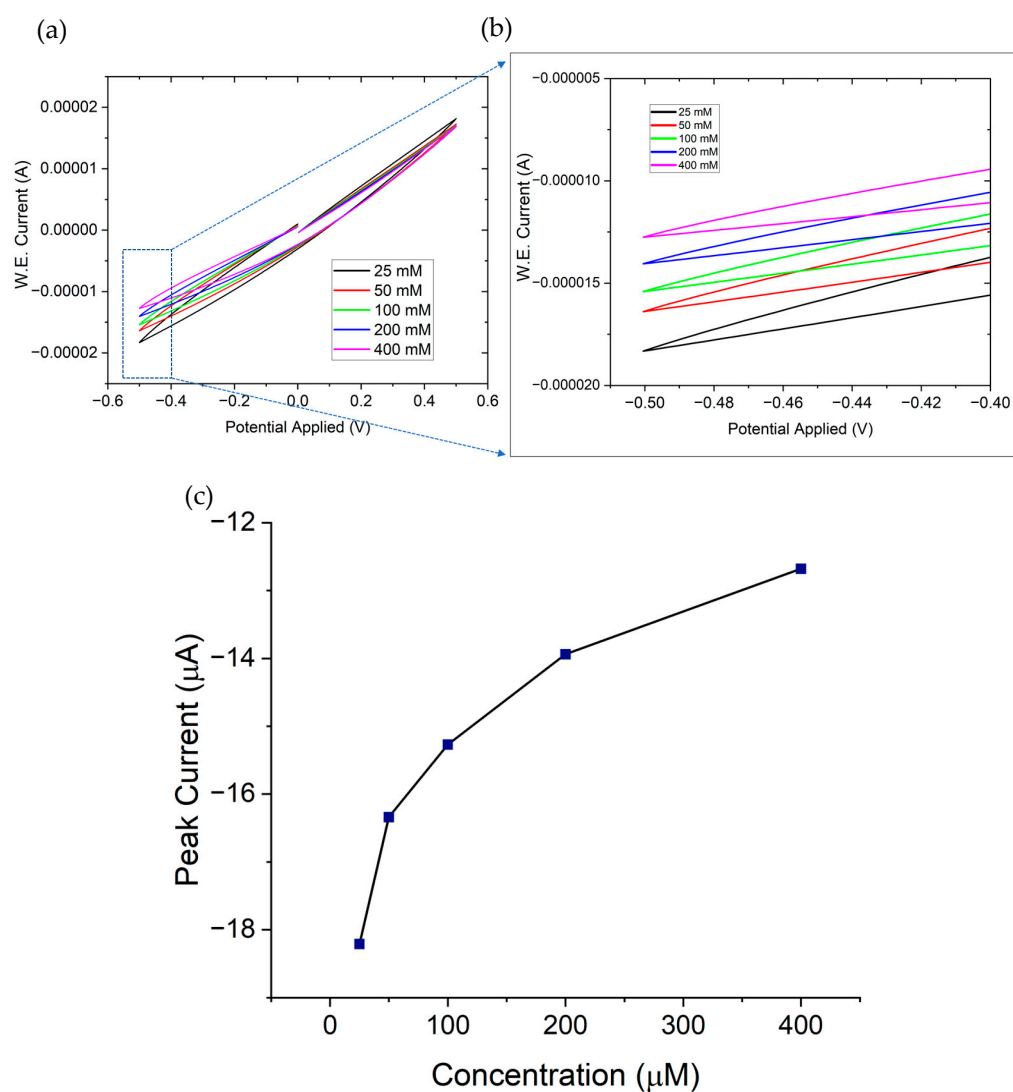 (a)
(b)
0.00002
0.00001
0.00000
−0.00001
−0.00002
W.E. Current (A)
25 mM
50 mM
100 mM
200 mM
400 mM
−0.6 −0.4 −0.2 0.0 0.2 0.4 0.6
Potential Applied (V)
−0.000005
−0.000010
−0.000015
−0.000020
W.E. Current (A)
25 mM
50 mM
100 mM
200 mM
400 mM
−0.50 −0.48 −0.46 −0.44 −0.42 −0.40
Potential Applied (V)
(c)
−12
−14
−16
−18
Peak Current (μA)
0 100 200 300 400
Concentration (μM)